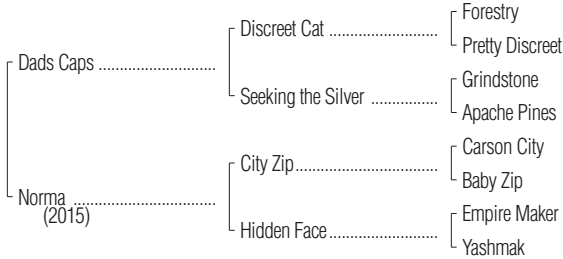 Forestry
Discreet Cat ......................
Pretty Discreet
Dads Caps ............................
Grindstone
Seeking the Silver ................
Apache Pines
Carson City
City Zip..................................
Baby Zip
Norma ..................................
(2015)
Empire Maker
Hidden Face..........................
Yashmak